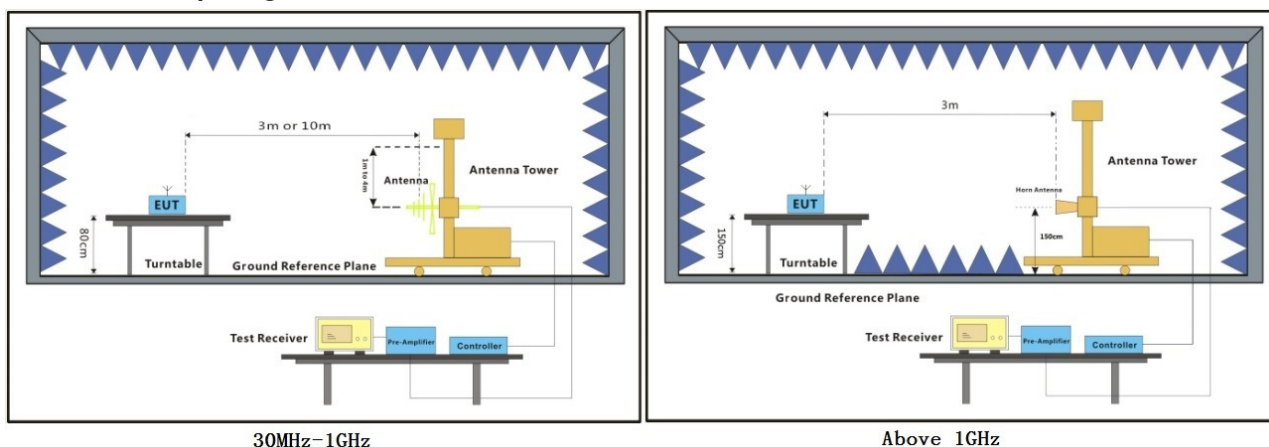 3m or 10m
1m to 4m
Antenna
Antenna Tower
EUT
80cm
Turntable
Ground Reference Plane
Test Receiver
Pre-Amplifier
Controller
30MHz-1GHz
3m
Antenna Tower
Horn Antenna
EUT
150cm
150cm
Turntable
Ground Reference Plane
Test Receiver
Pre-Amplifier
Controller
Above 1GHz